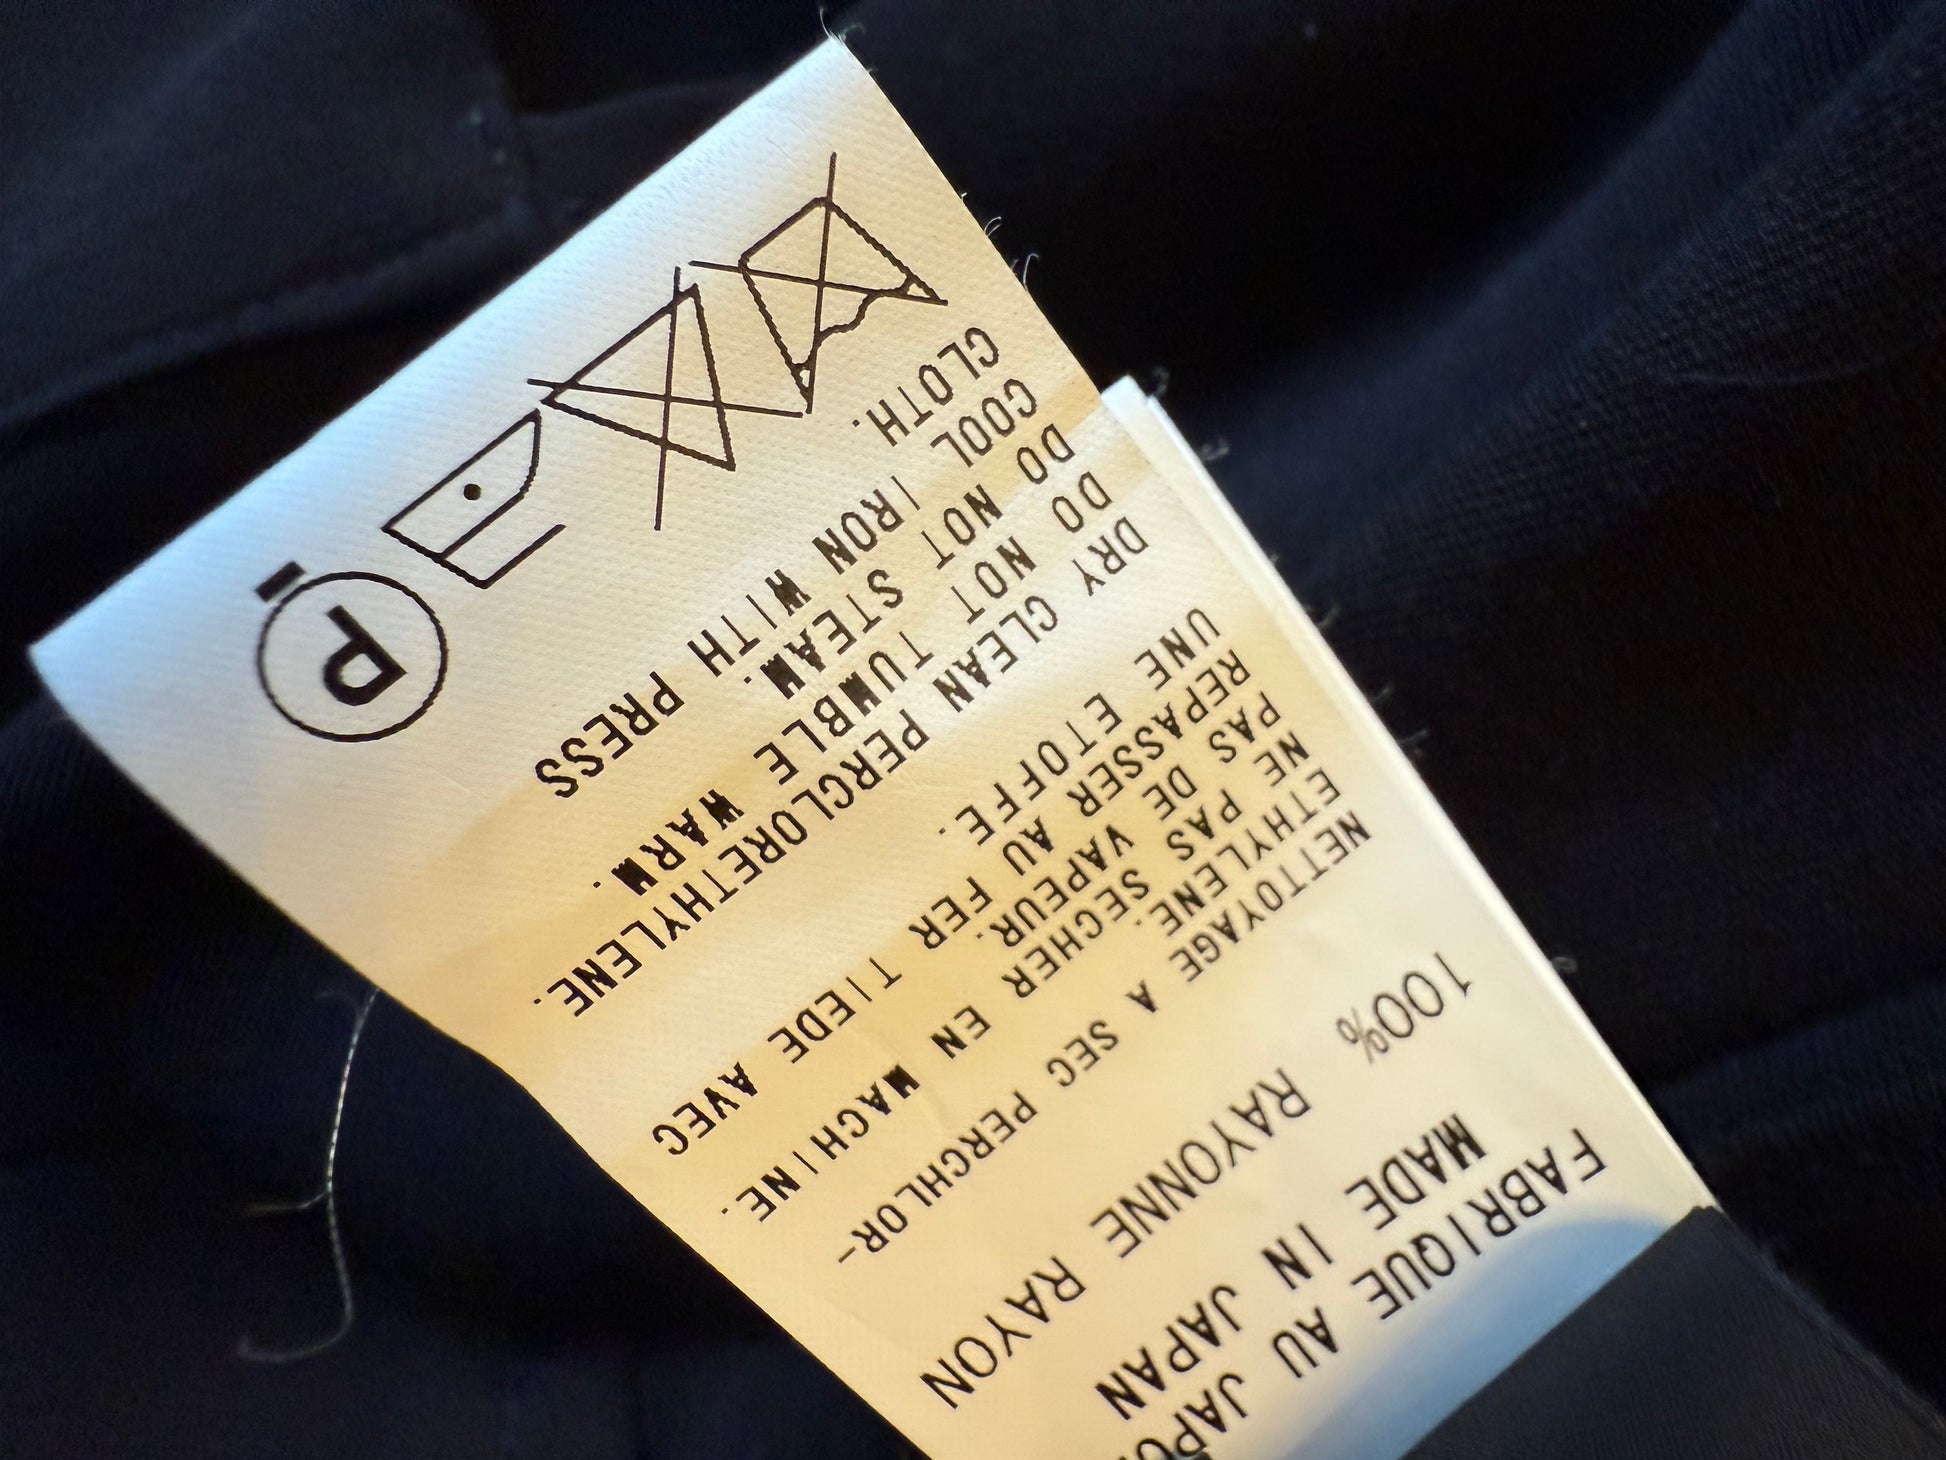 FABRIQUE AU JAPO
MADE IN JAPAN
100% RAYONNE RAYON
NETTOYAGE A SEC PERCHLOR-
ETHYLENE.
NE PAS SECHER EN MACHINE.
PAS DE VAPEUR.
REPASSER AU FER TIEDE AVEC
UNE ETOFFE.
DRY CLEAN PERCLORETHYLENE.
DO NOT TUMBLE WARM.
DO NOT STEAM.
COOL IRON WITH PRESS
CLOTH.
P